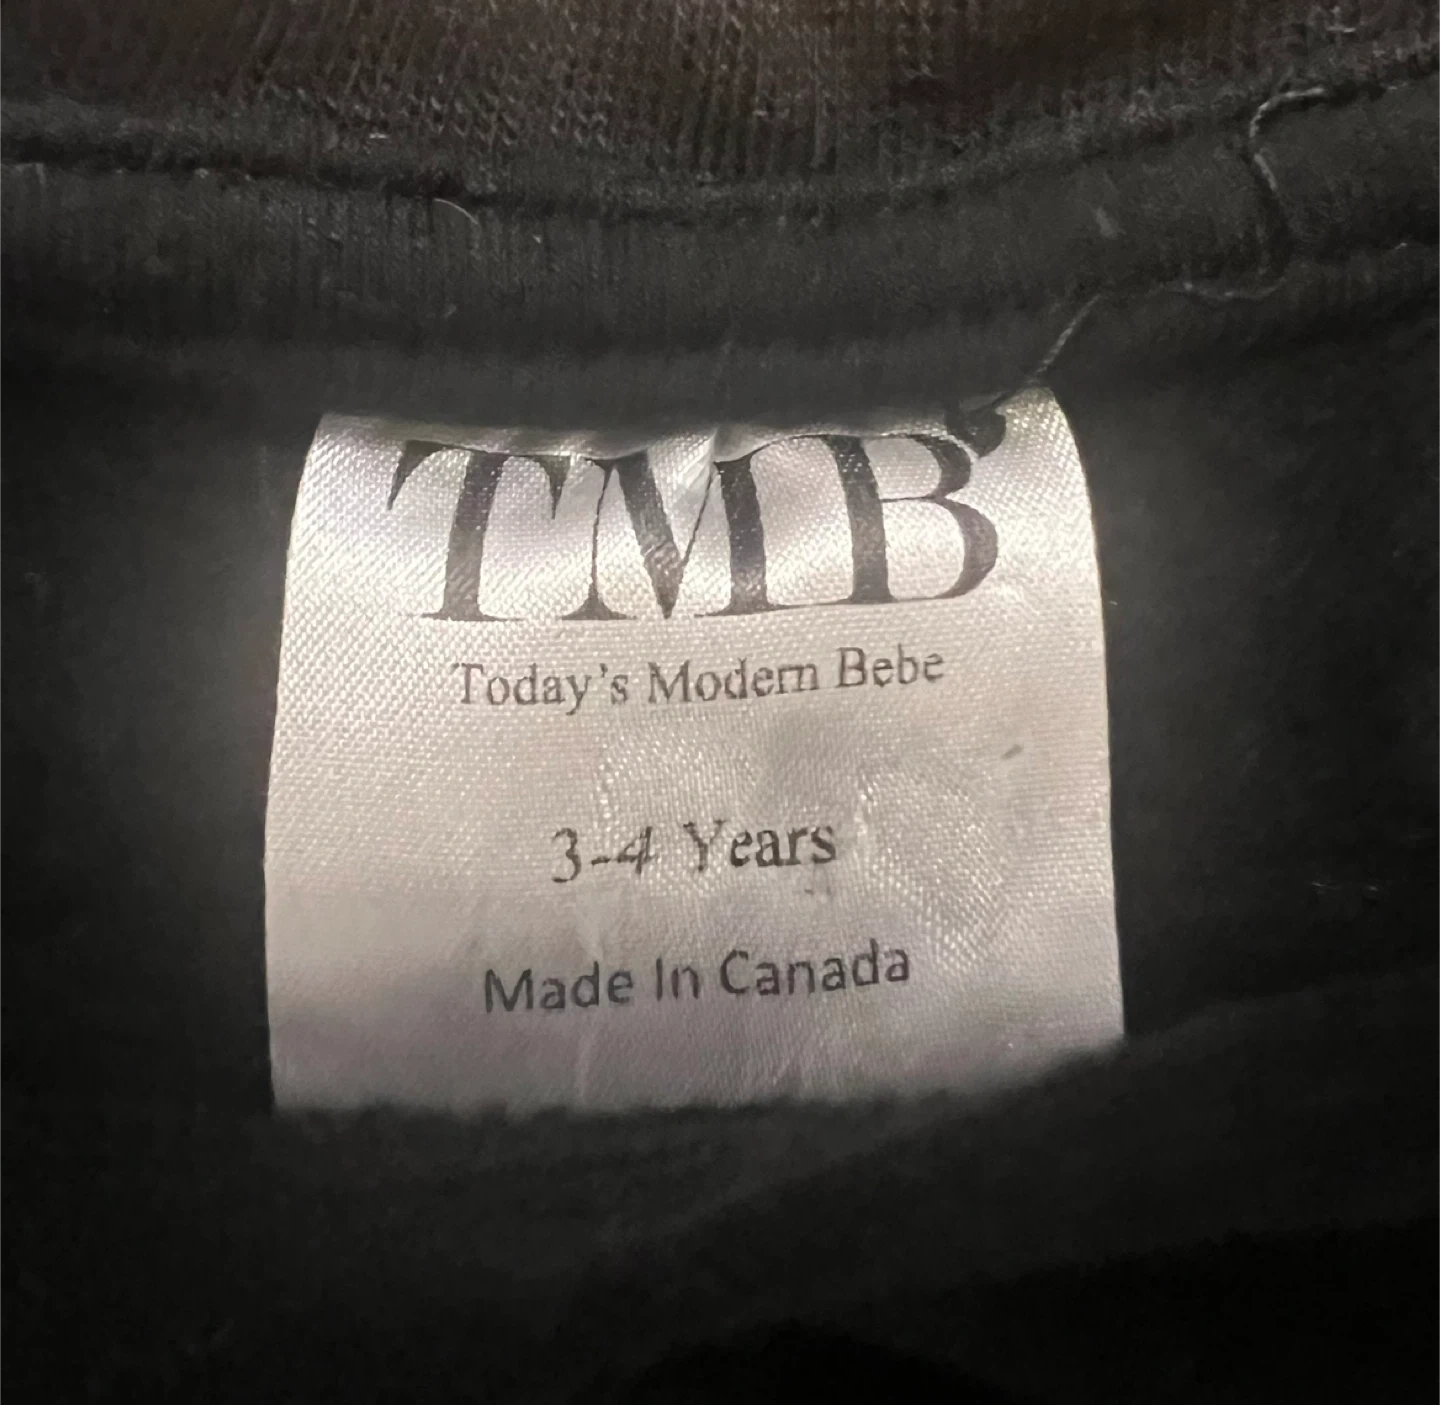 TMB
Today's Modern Bebe
3-4 Years
Made In Canada